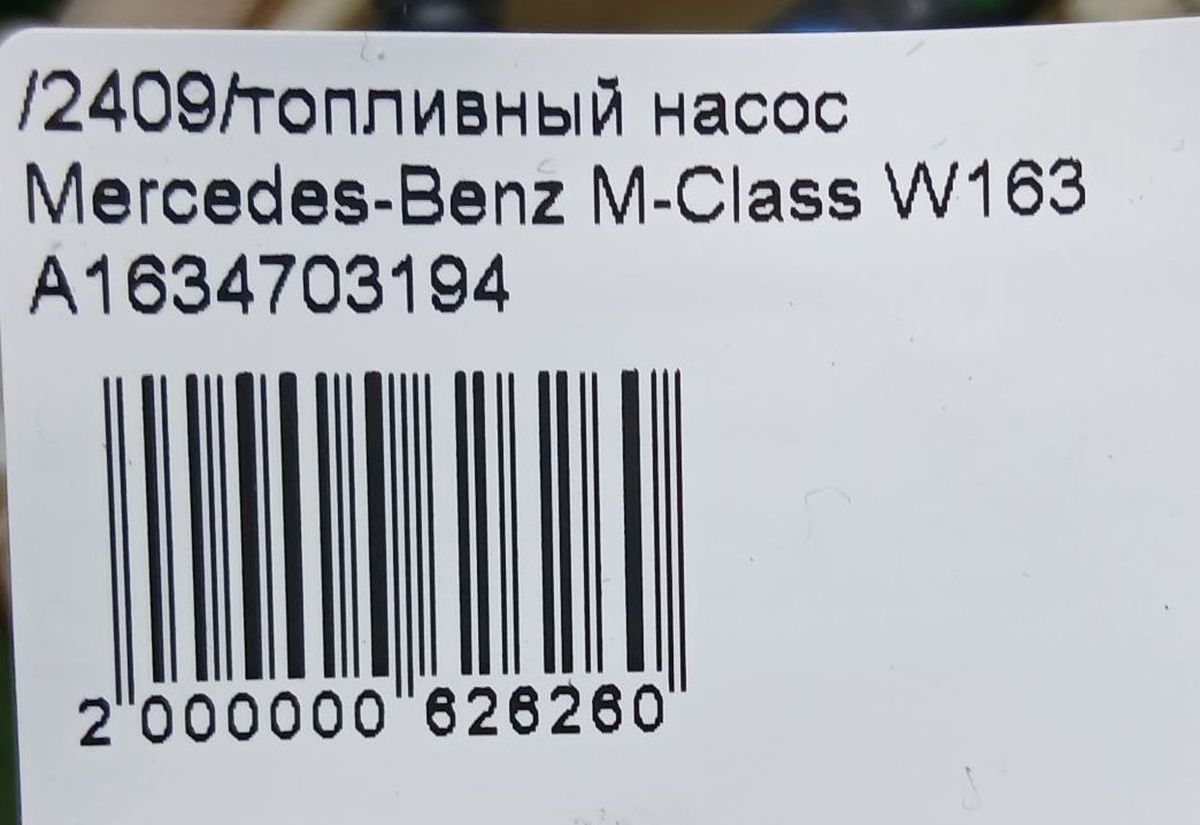 /2409/топливный насос
Mercedes-Benz M-Class W163
A1634703194
2 000000 626260